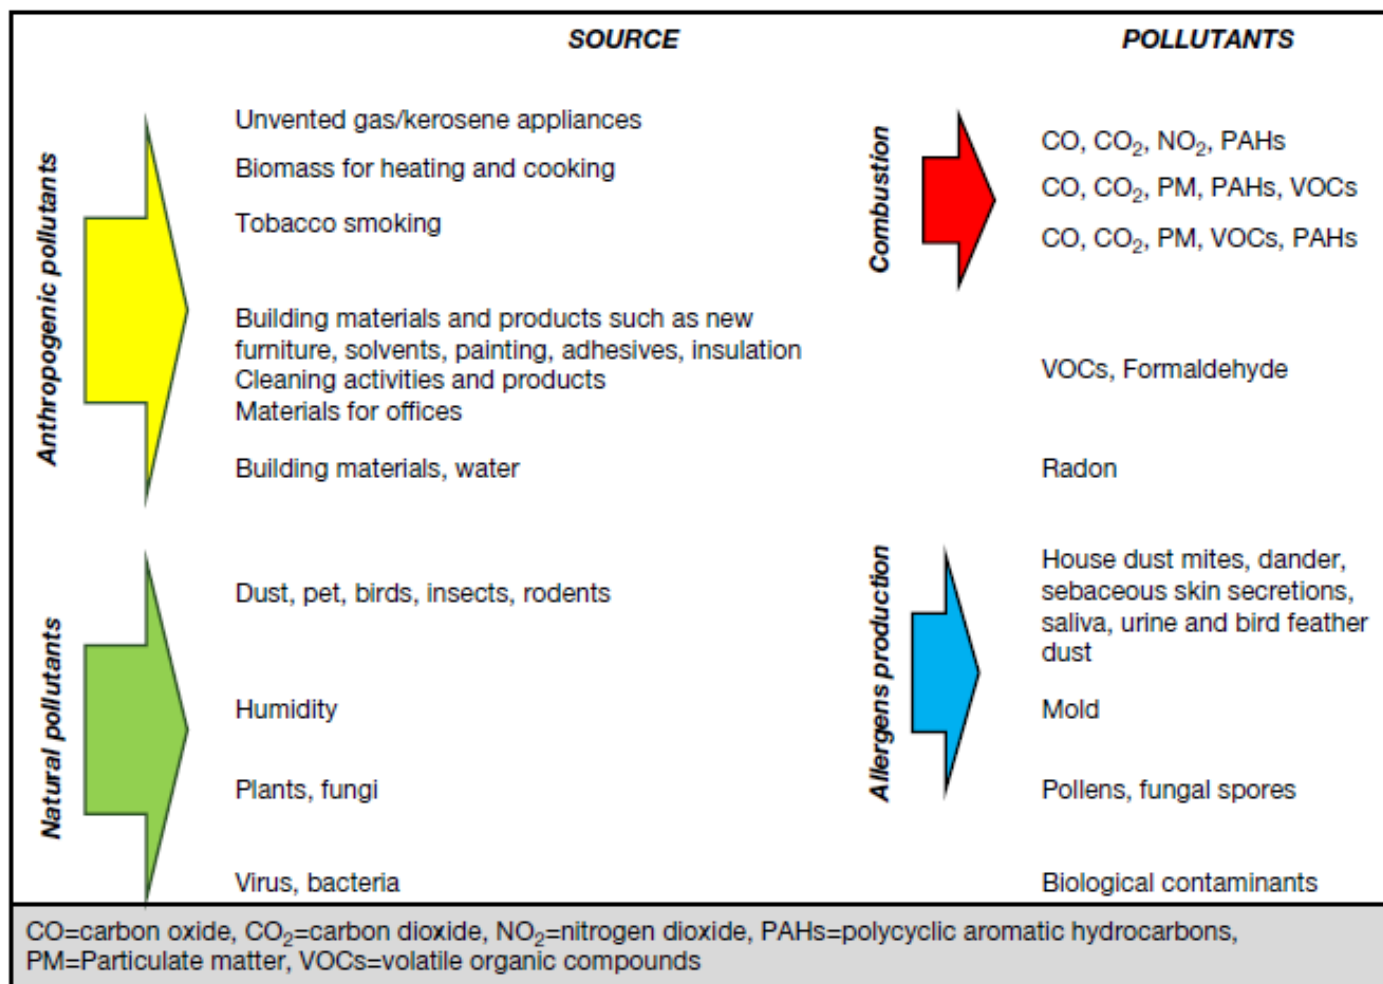 SOURCE
POLLUTANTS
Anthropogenic pollutants
Unvented gas/kerosene appliances
Biomass for heating and cooking
Tobacco smoking
Combustion
CO, CO₂, NO₂, PAHs
CO, CO₂, PM, PAHs, VOCs
CO, CO₂, PM, VOCs, PAHs
Building materials and products such as new
furniture, solvents, painting, adhesives, insulation
Cleaning activities and products
Materials for offices
VOCs, Formaldehyde
Building materials, water
Radon
Natural pollutants
Dust, pet, birds, insects, rodents
Allergens production
House dust mites, dander,
sebaceous skin secretions,
saliva, urine and bird feather
dust
Humidity
Mold
Plants, fungi
Pollens, fungal spores
Virus, bacteria
Biological contaminants
CO=carbon oxide, CO₂=carbon dioxide, NO₂=nitrogen dioxide, PAHs=polycyclic aromatic hydrocarbons,
PM=Particulate matter, VOCs=volatile organic compounds